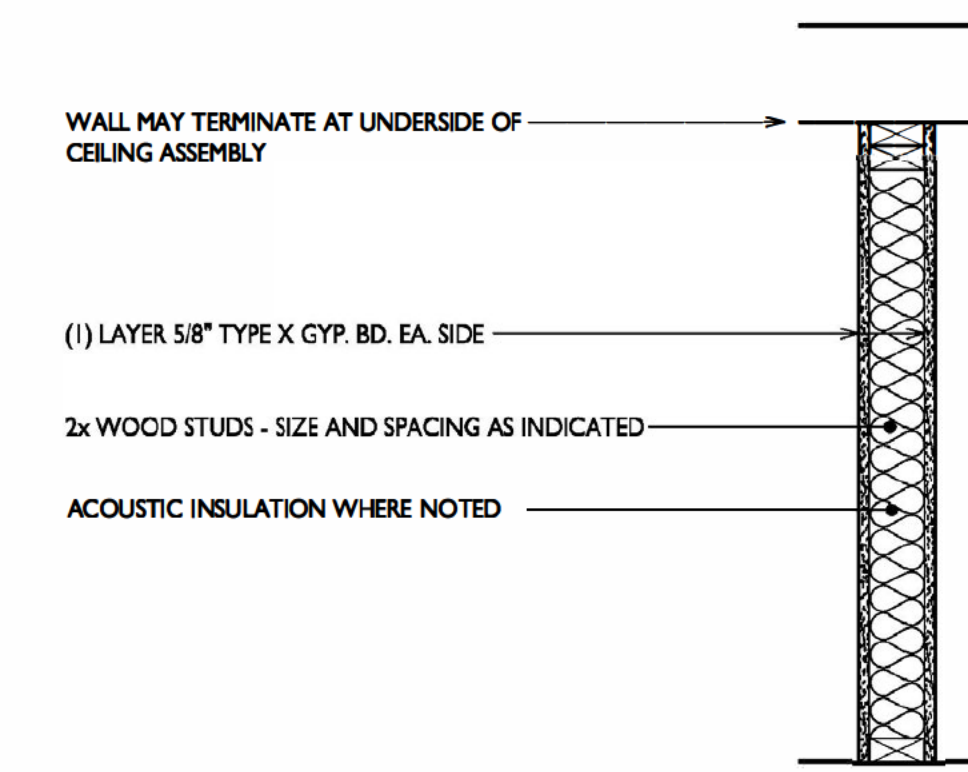 WALL MAY TERMINATE AT UNDERSIDE OF
CEILING ASSEMBLY
(1) LAYER 5/8" TYPE X GYP. BD. EA. SIDE
2x WOOD STUDS - SIZE AND SPACING AS INDICATED
ACOUSTIC INSULATION WHERE NOTED